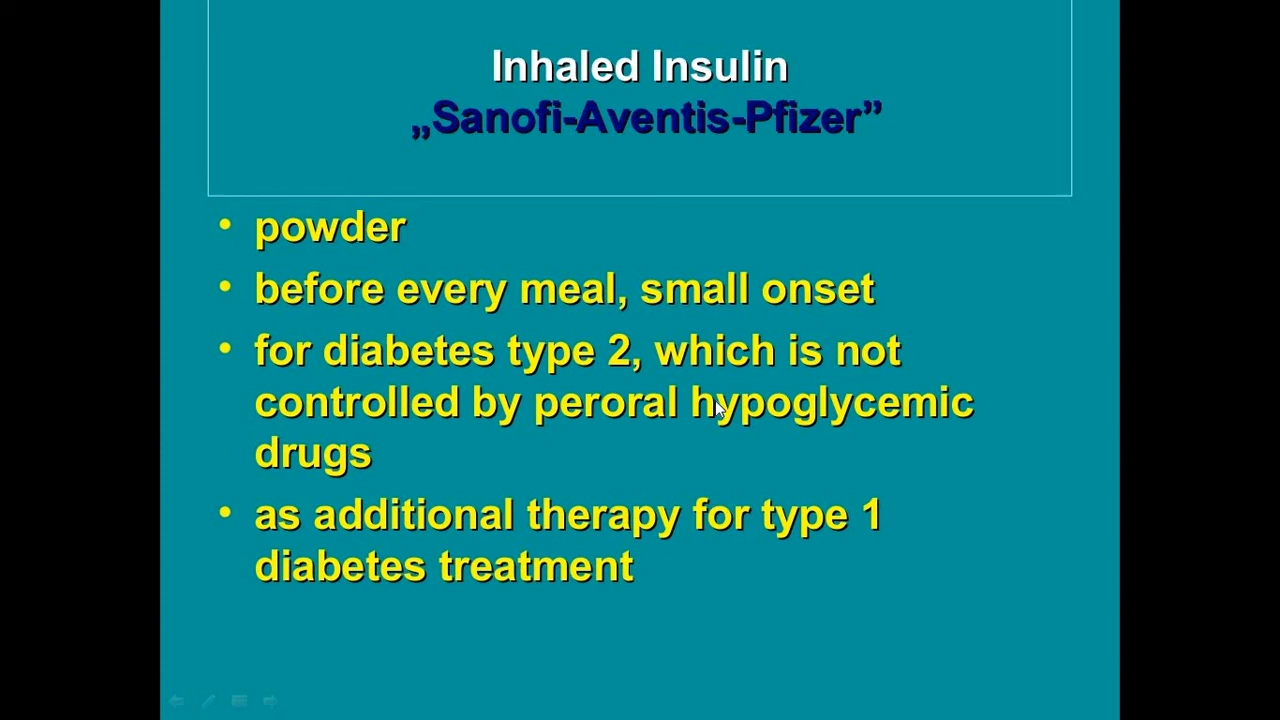 Inhaled Insulin
„Sanofi-Aventis-Pfizer”
• powder
• before every meal, small onset
• for diabetes type 2, which is not
controlled by peroral hypoglycemic
drugs
• as additional therapy for type 1
diabetes treatment